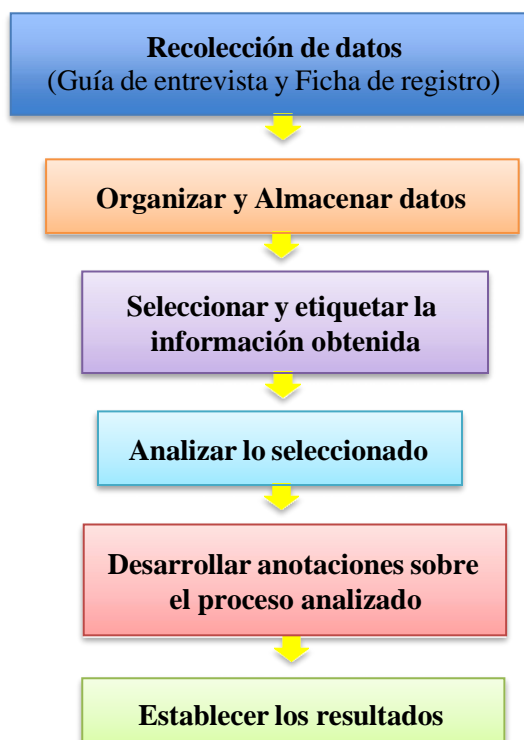 Recolección de datos
(Guía de entrevista y Ficha de registro)
Organizar y Almacenar datos
Seleccionar y etiquetar la
información obtenida
Analizar lo seleccionado
Desarrollar anotaciones sobre
el proceso analizado
Establecer los resultados